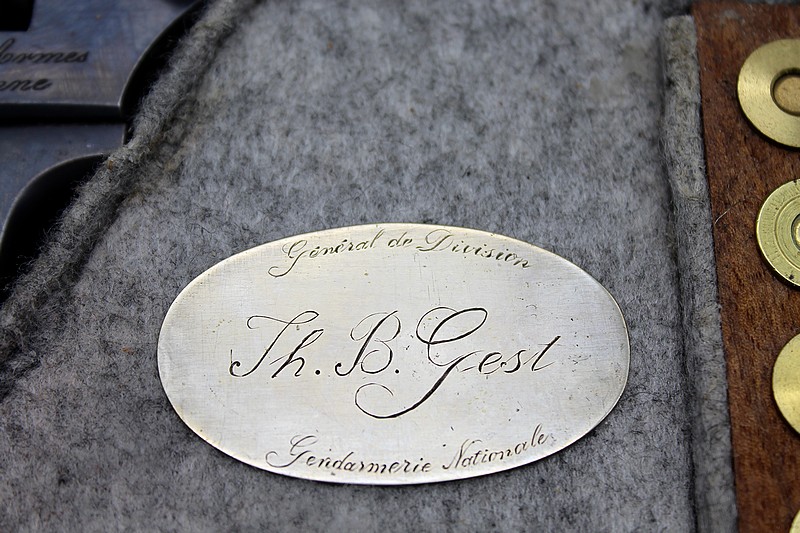 Général de Division
Th. B. Gest
Gendarmerie Nationale